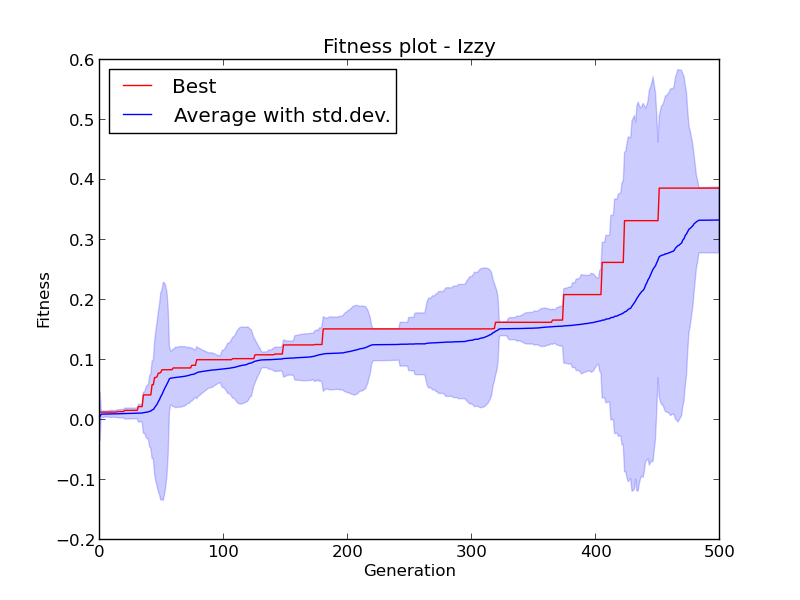 Fitness plot - Izzy
Best
Average with std.dev.
Fitness
0.6
0.5
0.4
0.3
0.2
0.1
0.0
−0.1
−0.2
0 100 200 300 400 500
Generation